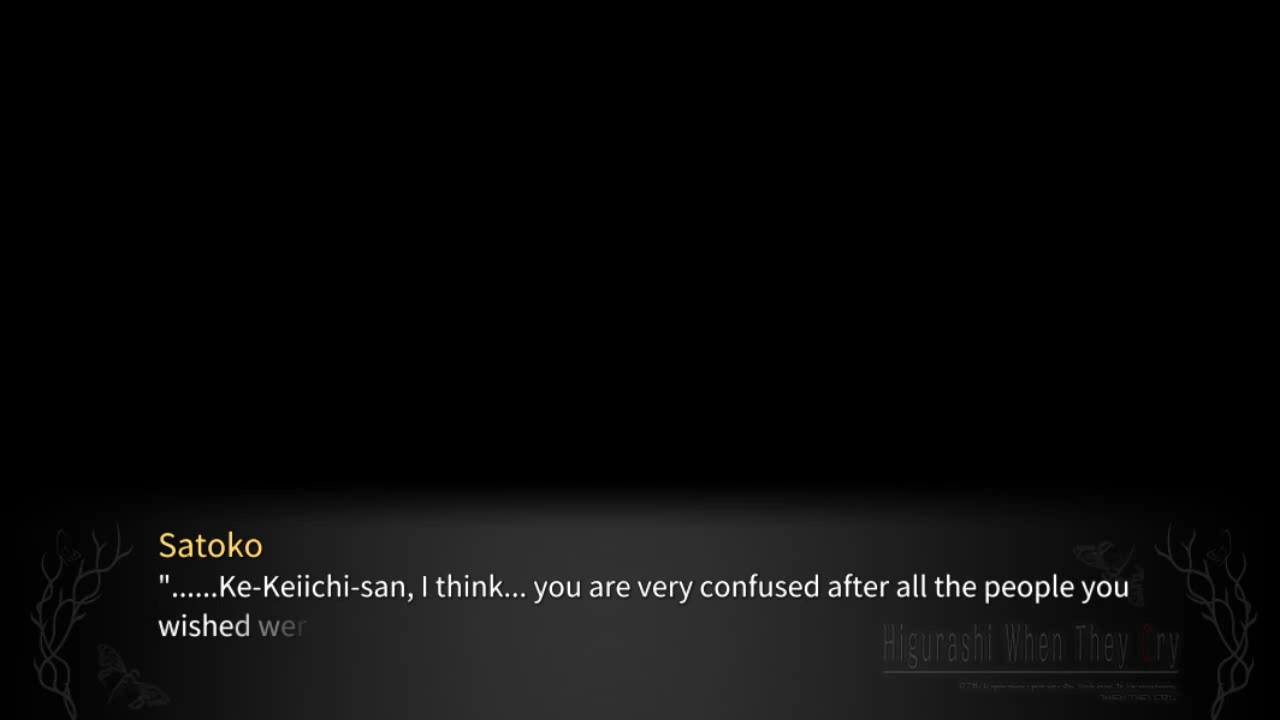 Satoko
"......Ke-Keiichi-san, I think... you are very confused after all the people you
wished wer
Higurashi When They Cry